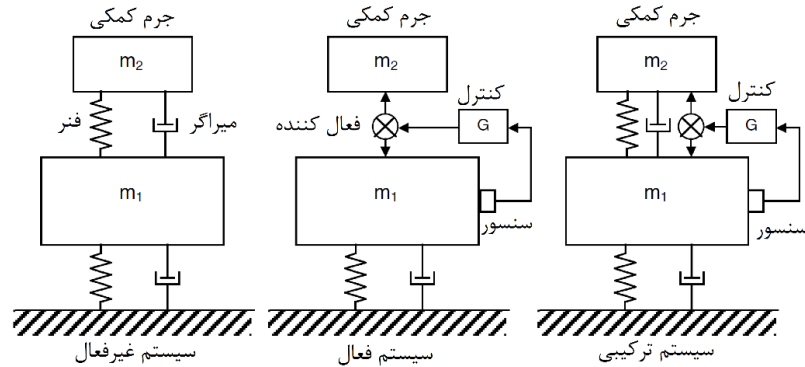 جرم کمکی
m2
فنر
میراگر
m1
سیستم غیرفعال
جرم کمکی
m2
کنترل
فعال کننده
G
m1
سنسور
سیستم فعال
جرم کمکی
m2
کنترل
G
m1
سنسور
سیستم ترکیبی